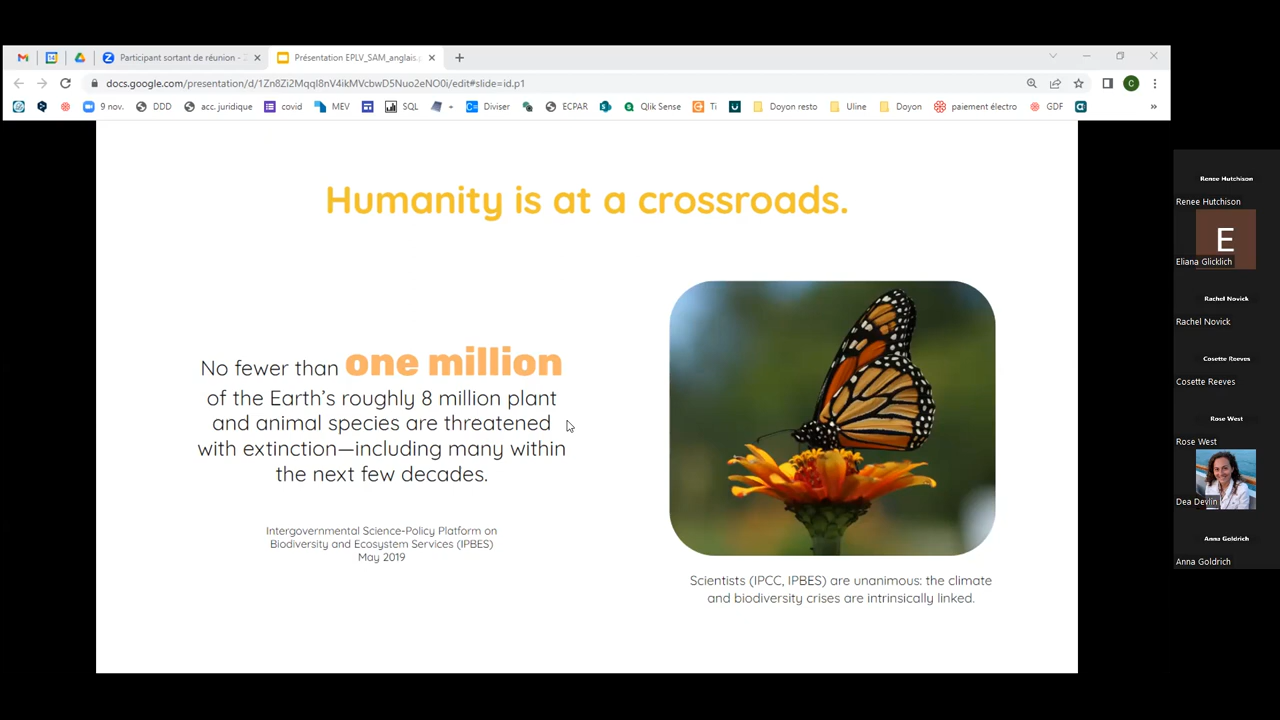 Participant sortant de réunion -
Présentation EPLV_SAM_anglais
docs.google.com/presentation/d/1Zn8Zi2Mqql8nV4ikMVcbwD5Nuo2eNO0i/edit#slide=id.p1
C
9 nov.
DDD
acc. juridique
covid
MEV
SQL
Diviser
ECPAR
Qlik Sense
Ti
Doyon resto
Uline
Doyon
paiement électro
GDF
Humanity is at a crossroads.
No fewer than one million
of the Earth's roughly 8 million plant
and animal species are threatened
with extinction—including many within
the next few decades.
Intergovernmental Science-Policy Platform on
Biodiversity and Ecosystem Services (IPBES)
May 2019
Scientists (IPCC, IPBES) are unanimous: the climate
and biodiversity crises are intrinsically linked.
Renee Hutchison
Renee Hutchison
E
Eliana Glicklich
Rachel Novick
Rachel Novick
Cosette Reeves
Cosette Reeves
Rose West
Rose West
Dea Devlin
Anna Goldrich
Anna Goldrich